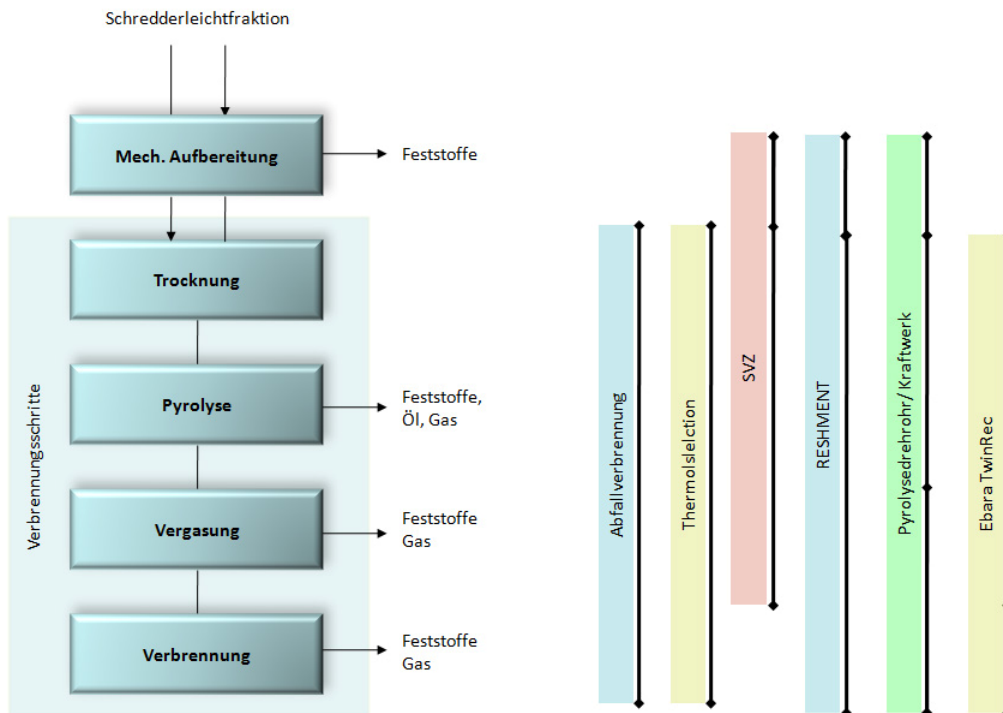 Schredderleichtfraktion
Mech. Aufbereitung
Feststoffe
Trocknung
Pyrolyse
Feststoffe,
Öl, Gas
Vergasung
Feststoffe
Gas
Verbrennung
Feststoffe
Gas
Verbrennungsschritte
Abfallverbrennung
Thermolslelction
SVZ
RESHMENT
Pyrolysedrehrohr/ Kraftwerk
Ebara TwinRec